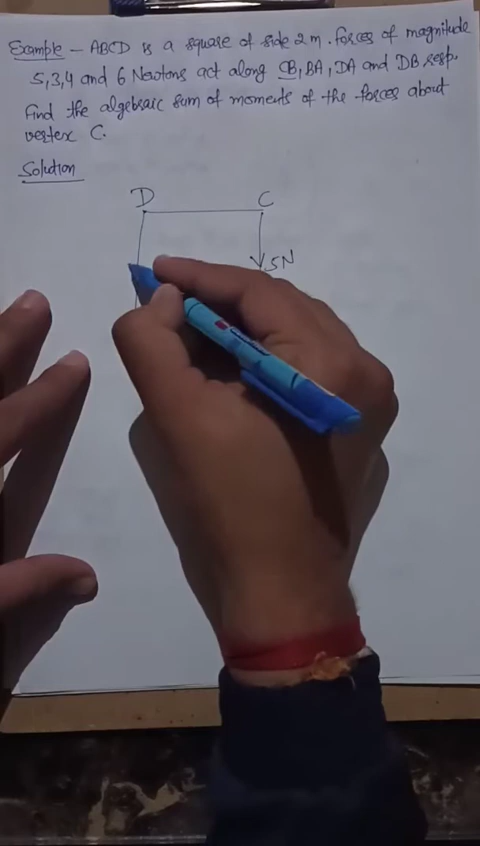 Example - ABCD is a square of side 2m. Forces of magnitude
5,3,4 and 6 Newtons act along CB, BA, DA and DB resp.
Find the algebraic sum of moments of the forces about
vertex C.
Solution
D C
5N